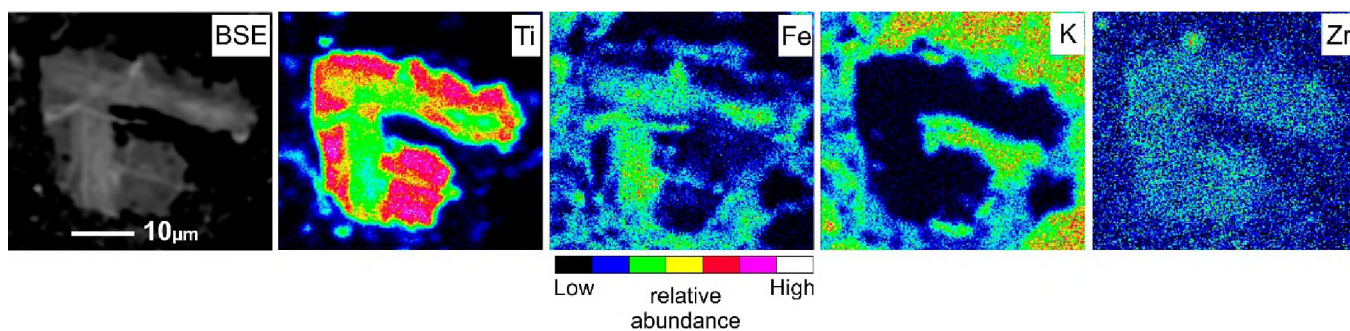 BSE
Ti
Fe
K
Zr
10µm
Low
High
relative
abundance